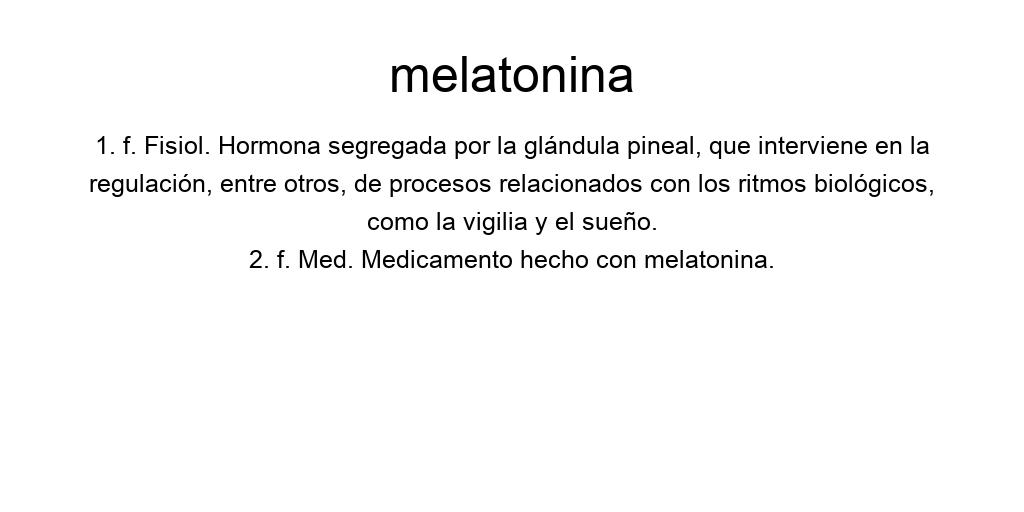 melatonina
1. f. Fisiol. Hormona segregada por la glándula pineal, que interviene en la
regulación, entre otros, de procesos relacionados con los ritmos biológicos,
como la vigilia y el sueño.
2. f. Med. Medicamento hecho con melatonina.